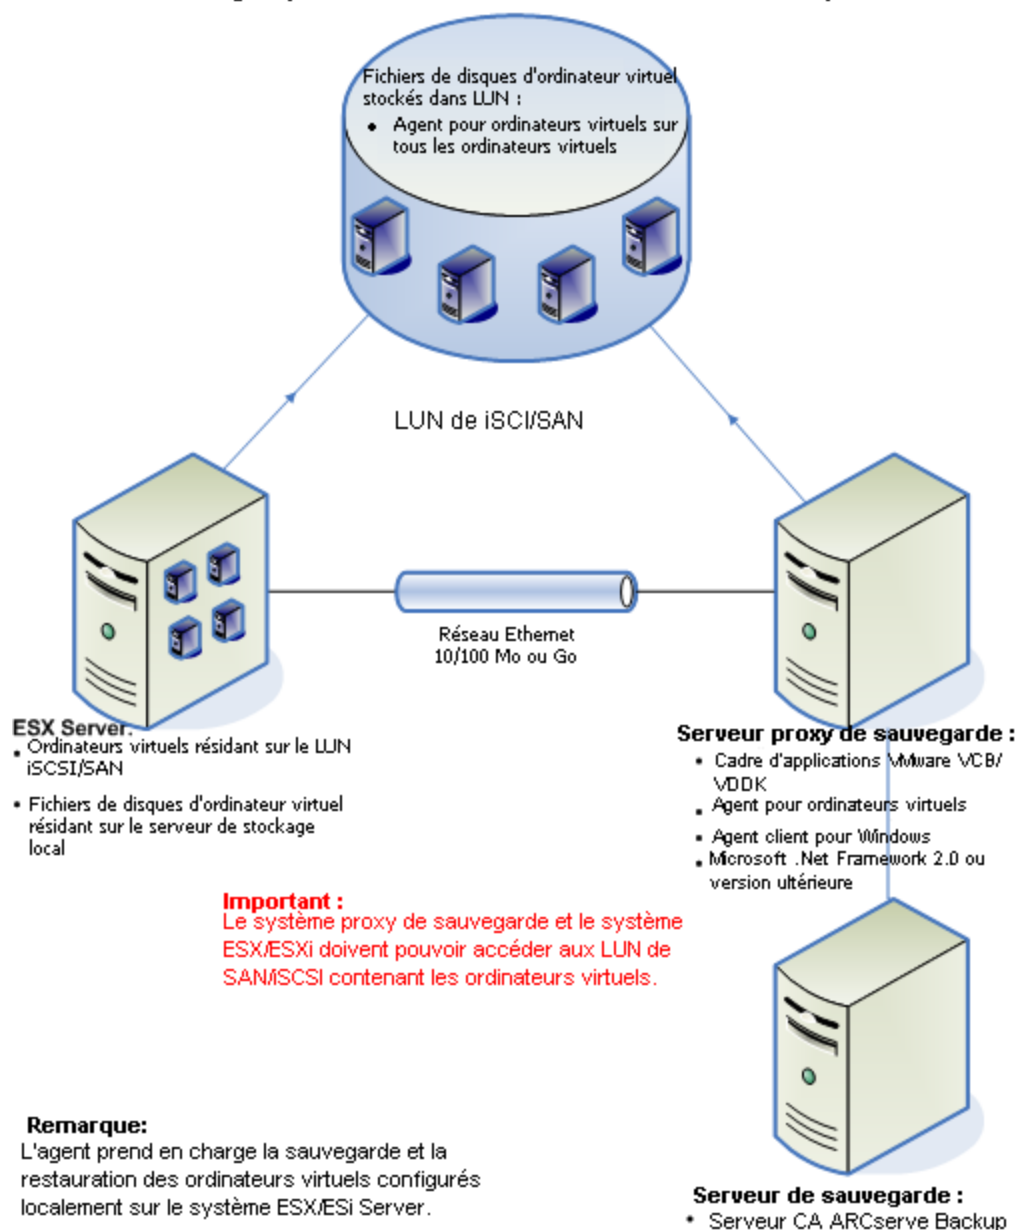 Fichiers de disques d'ordinateur virtuel
stockés dans LUN :
• Agent pour ordinateurs virtuels sur
tous les ordinateurs virtuels
LUN de iSCI/SAN
Réseau Ethernet
10/100 Mo ou Go
ESX Server:
• Ordinateurs virtuels résidant sur le LUN
iSCSI/SAN
• Fichiers de disques d'ordinateur virtuel
résidant sur le serveur de stockage
local
Serveur proxy de sauvegarde :
• Cadre d'applications VMware VCB/
VDDK
• Agent pour ordinateurs virtuels
• Agent client pour Windows
• Microsoft .Net Framework 2.0 ou
version ultérieure
Important :
Le système proxy de sauvegarde et le système
ESX/ESXi doivent pouvoir accéder aux LUN de
SAN/iSCSI contenant les ordinateurs virtuels.
Remarque:
L'agent prend en charge la sauvegarde et la
restauration des ordinateurs virtuels configurés
localement sur le système ESX/ESi Server.
Serveur de sauvegarde :
• Serveur CA ARCserve Backup